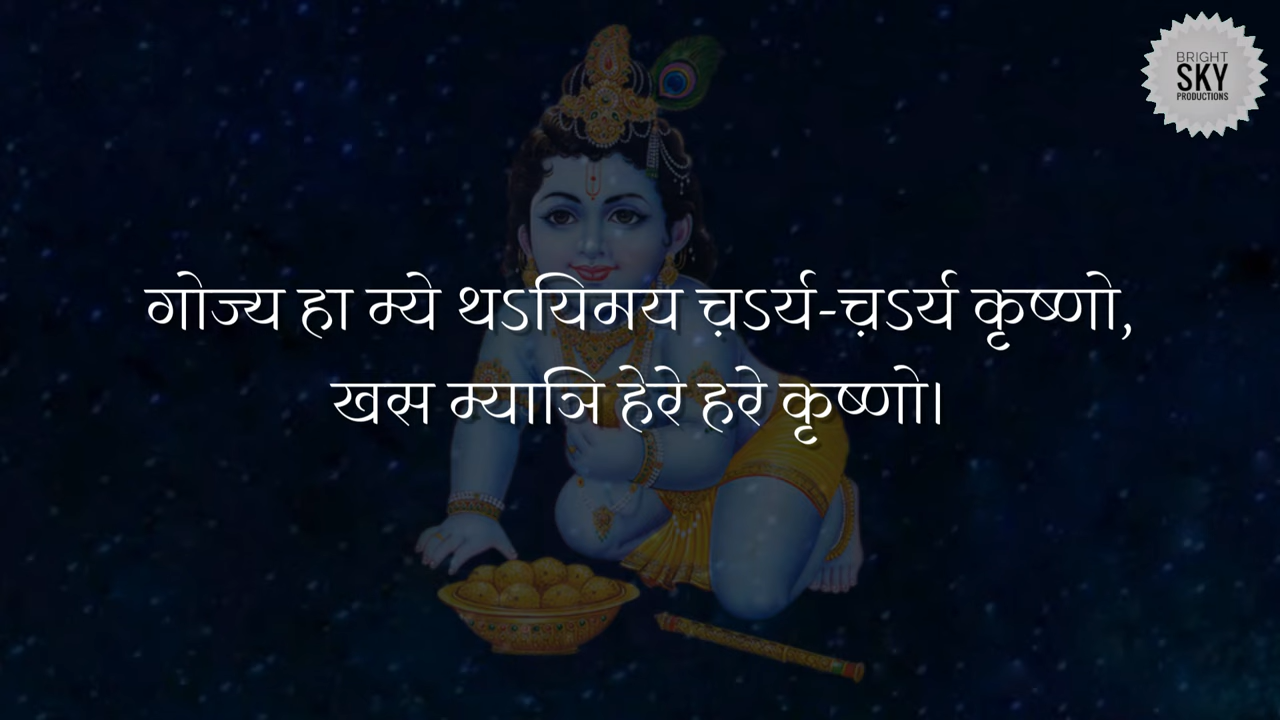 BRIGHT
SKY
PRODUCTIONS
गोज्य हा म्ये थऽयिमय च़ऽर्य-च़ऽर्य कृष्णो,
खस म्याञि हेरे हरे कृष्णो।